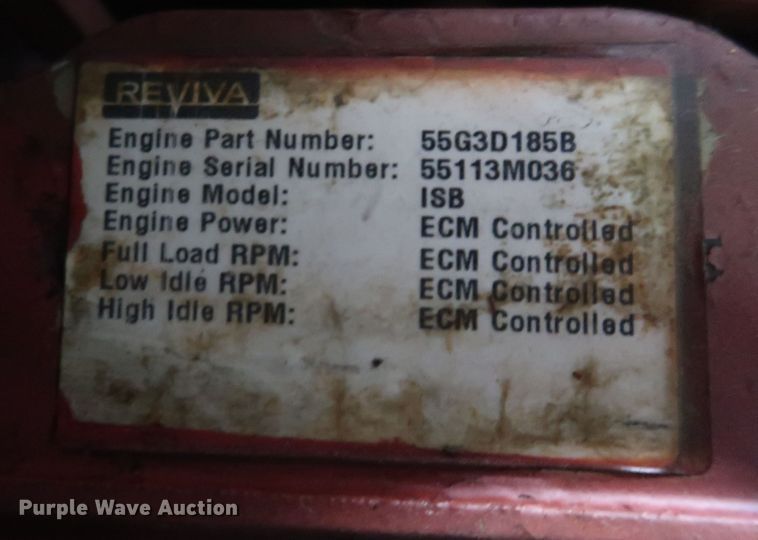 REVIVA
Engine Part Number: 55G3D185B
Engine Serial Number: 55113M036
Engine Model: ISB
Engine Power: ECM Controlled
Full Load RPM: ECM Controlled
Low Idle RPM: ECM Controlled
High Idle RPM: ECM Controlled
Purple Wave Auction